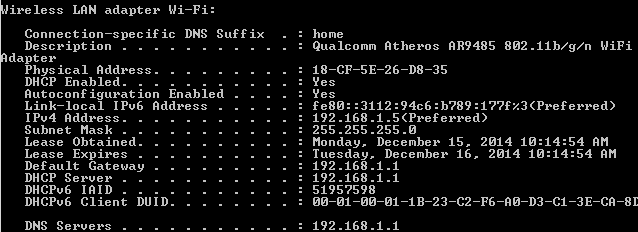 Wireless LAN adapter Wi-Fi:
Connection-specific DNS Suffix . : home
Description . . . . . . . . . . . : Qualcomm Atheros AR9485 802.11b/g/n WiFi
Adapter
Physical Address. . . . . . . . . : 18-CF-5E-26-D8-35
DHCP Enabled. . . . . . . . . . . : Yes
Autoconfiguration Enabled . . . . : Yes
Link-local IPv6 Address . . . . . : fe80::3112:94c6:b789:177f%3(Preferred)
IPv4 Address. . . . . . . . . . . : 192.168.1.5(Preferred)
Subnet Mask . . . . . . . . . . . : 255.255.255.0
Lease Obtained. . . . . . . . . . : Monday, December 15, 2014 10:14:54 AM
Lease Expires . . . . . . . . . . : Tuesday, December 16, 2014 10:14:54 AM
Default Gateway . . . . . . . . . : 192.168.1.1
DHCP Server . . . . . . . . . . . : 192.168.1.1
DHCPv6 IAID . . . . . . . . . . . : 51957598
DHCPv6 Client DUID. . . . . . . . : 00-01-00-01-1B-23-C2-F6-A0-D3-C1-3E-CA-8D
DNS Servers . . . . . . . . . . . : 192.168.1.1